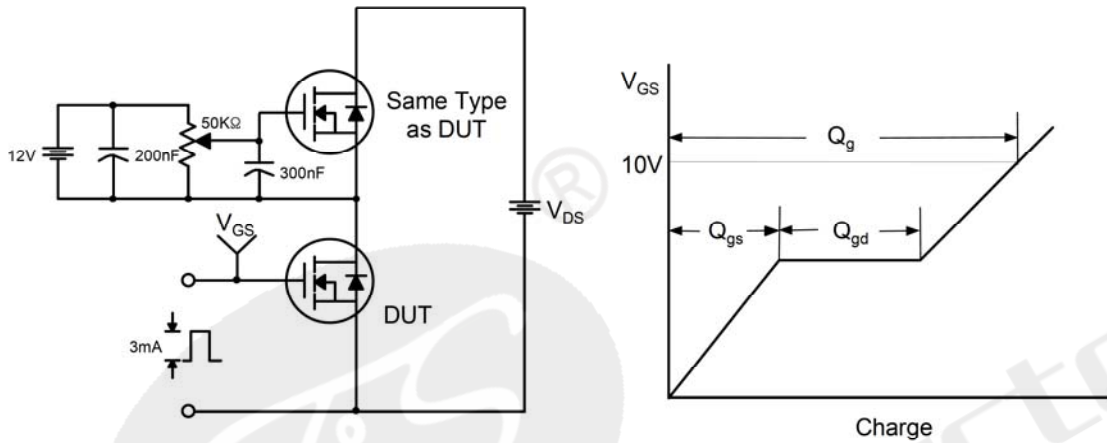 Same Type
as DUT
50KΩ
12V
200nF
300nF
V_DS
V_GS
DUT
3mA
®
V_GS
10V
Q_g
Q_gs
Q_gd
Charge